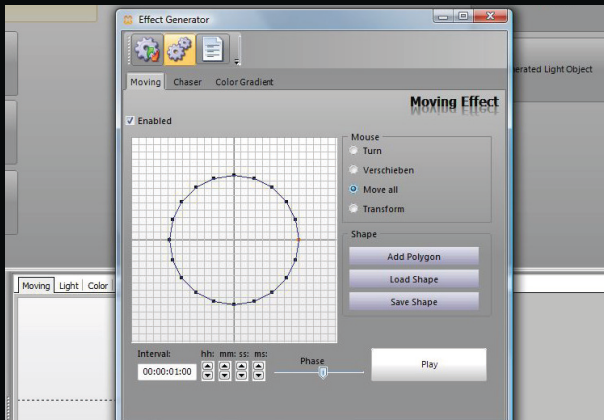 Effect Generator
erated Light Object
Moving Chaser Color Gradient
Moving Effect
Enabled
Mouse
Turn
Verschieben
Move all
Transform
Shape
Add Polygon
Load Shape
Save Shape
Moving Light Color
Interval: hh: mm: ss: ms:
Phase
00:00:01:00
Play